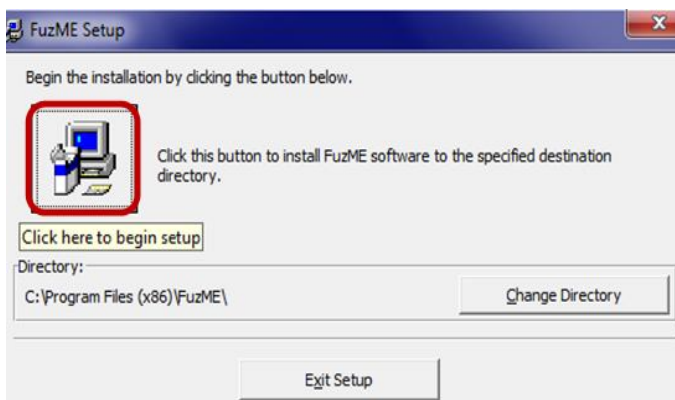 FuzME Setup
Begin the installation by clicking the button below.
Click this button to install FuzME software to the specified destination
directory.
Click here to begin setup
Directory:
C:\Program Files (x86)\FuzME\
Change Directory
Exit Setup